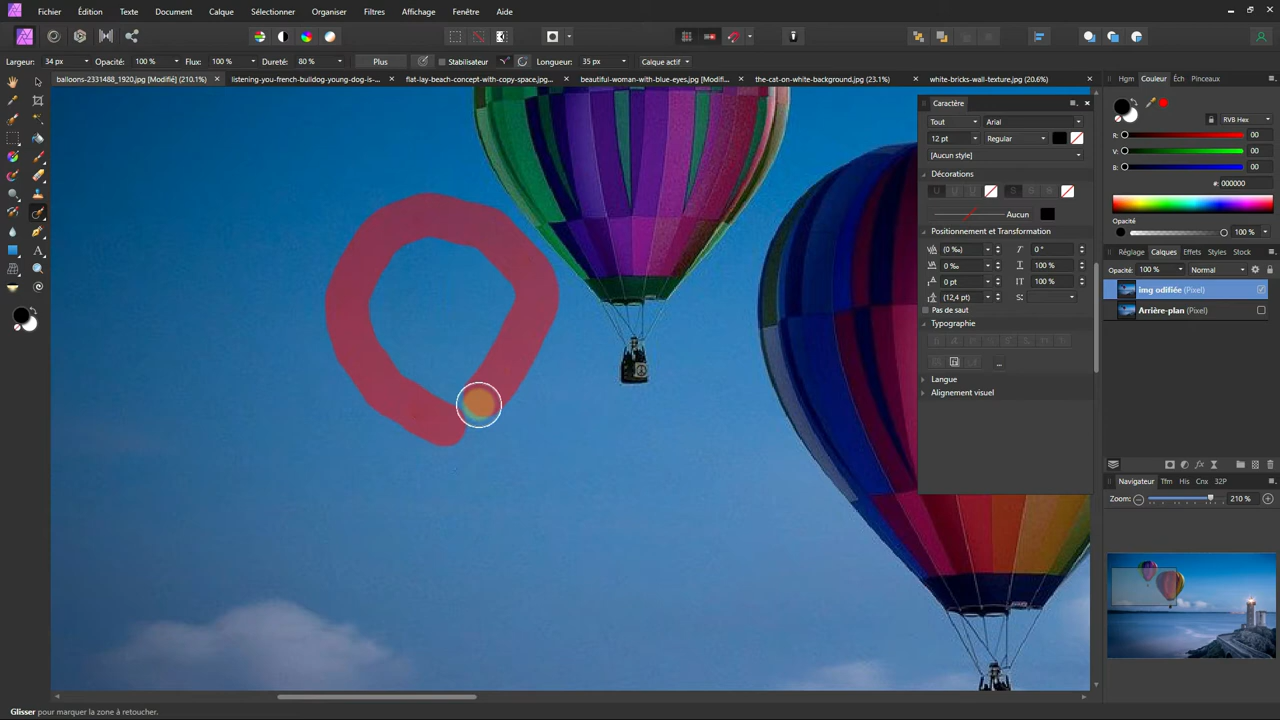 Fichier Édition Texte Document Calque Sélectionner Organiser Filtres Affichage Fenêtre Aide
Largeur: 34 px Opacité: 100 % Flux: 100 % Dureté: 80 % Plus Stabilisateur Longueur: 35 px Calque actif
balloons-2331488_1920.jpg [Modifié] (210.1%) listening-you-french-bulldog-young-dog-is-... flat-lay-beach-concept-with-copy-space.jpg... beautiful-woman-with-blue-eyes.jpg [Modifi... the-cat-on-white-background.jpg (23.1%) white-bricks-wall-texture.jpg (20.6%)
Hgm Couleur Éch Pinceaux
Caractère
Tout Arial
12 pt Regular
[Aucun style]
Décorations
Aucun
Positionnement et Transformation
(0 ‰) 0 °
0 ‰ 100 %
0 pt 100 %
(12,4 pt) S:
Pas de saut
Typographie
...
Langue
Alignement visuel
RVB Hex
R: 00
V: 00
B: 00
#: 000000
Opacité
100 %
Réglage Calques Effets Styles Stock
Opacité: 100 % Normal
img odifiée (Pixel)
Arrière-plan (Pixel)
Navigateur Tfm His Cnx 32P
Zoom: 210 %
Glisser pour marquer la zone à retoucher.